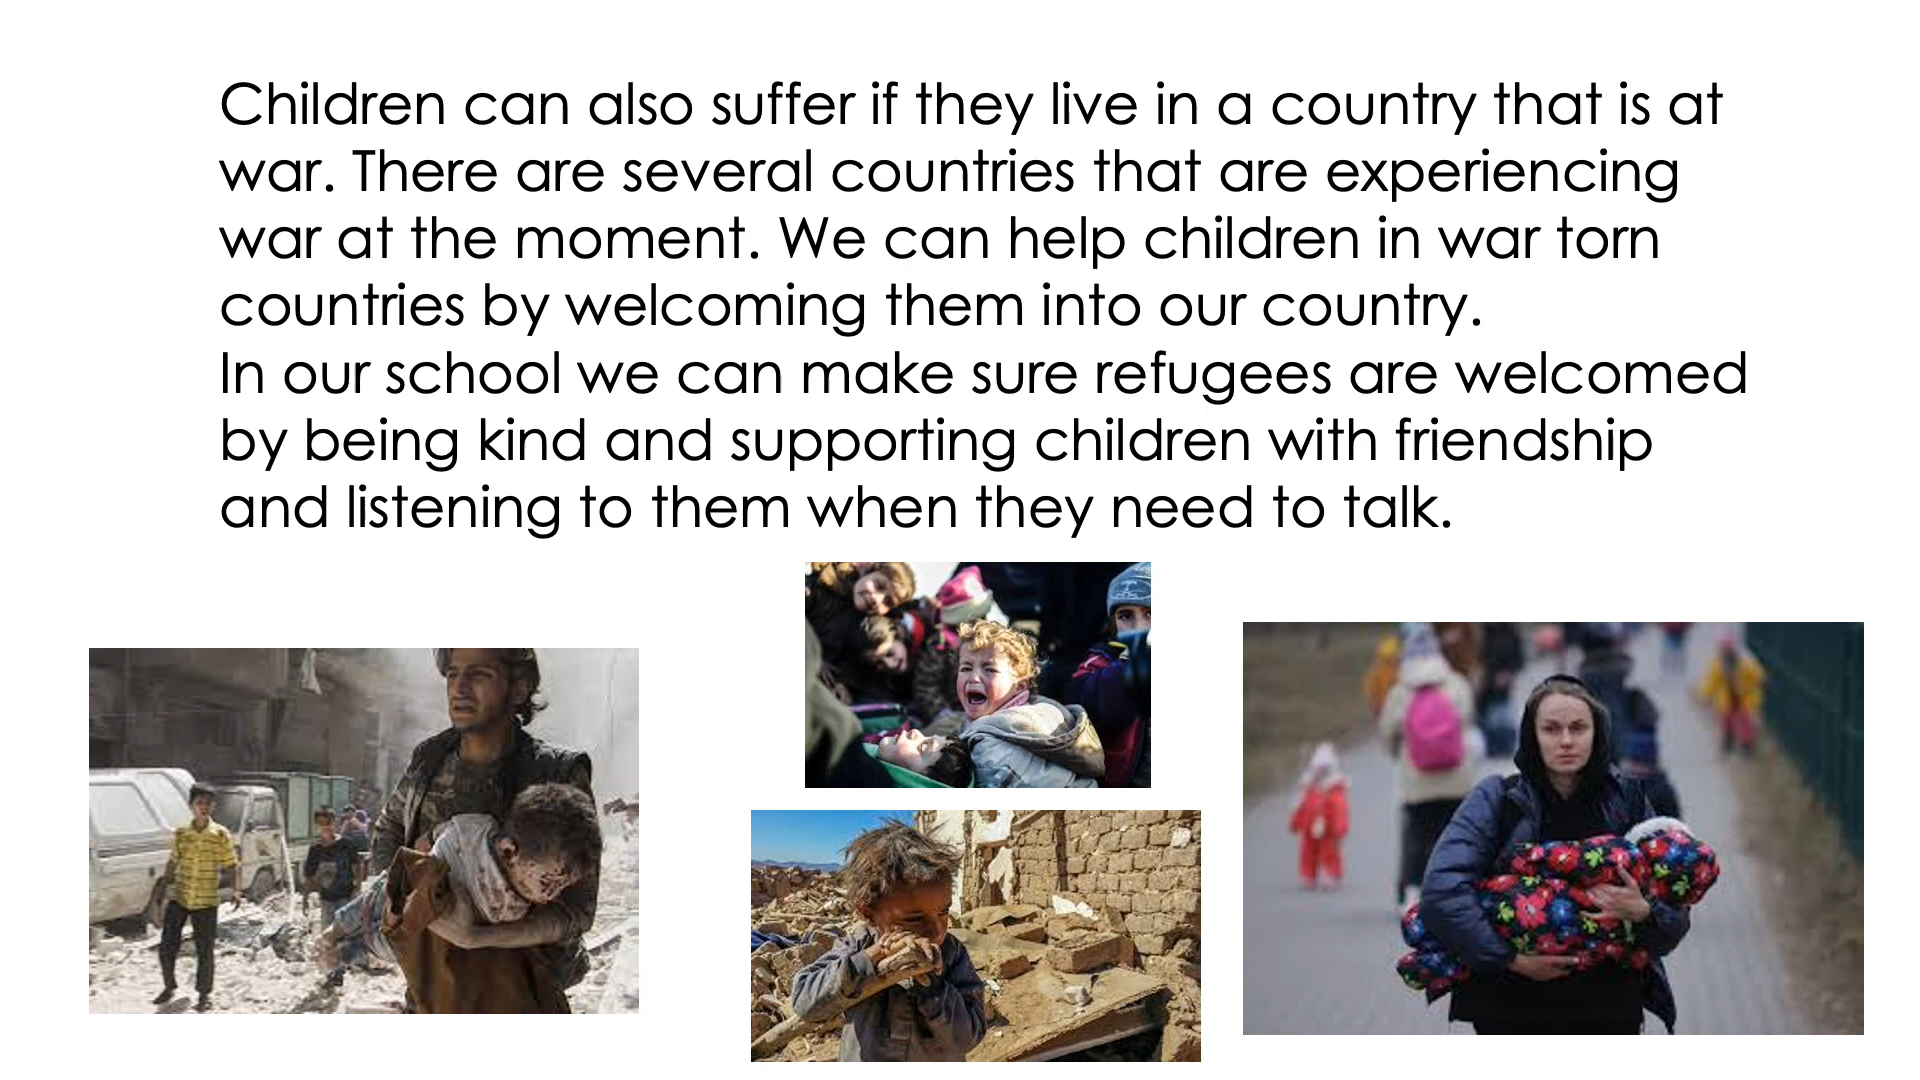 Children can also suffer if they live in a country that is at
war. There are several countries that are experiencing
war at the moment. We can help children in war torn
countries by welcoming them into our country.
In our school we can make sure refugees are welcomed
by being kind and supporting children with friendship
and listening to them when they need to talk.